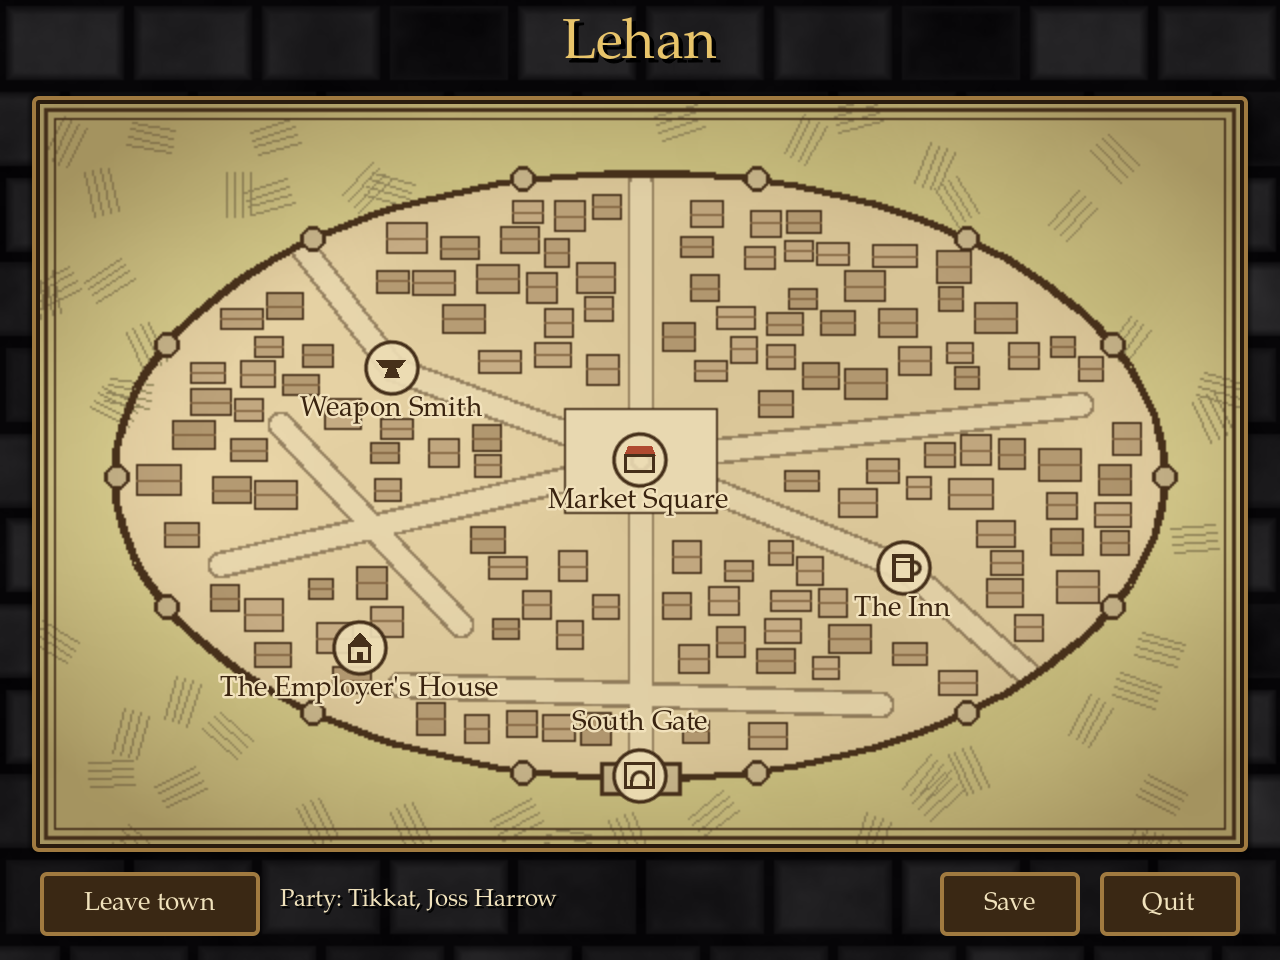 Lehan
Weapon Smith
Market Square
The Inn
The Employer's House
South Gate
Leave town
Party: Tikkat, Joss Harrow
Save
Quit